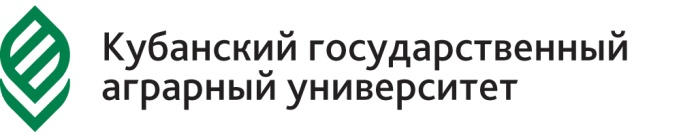 Кубанский государственный
аграрный университет